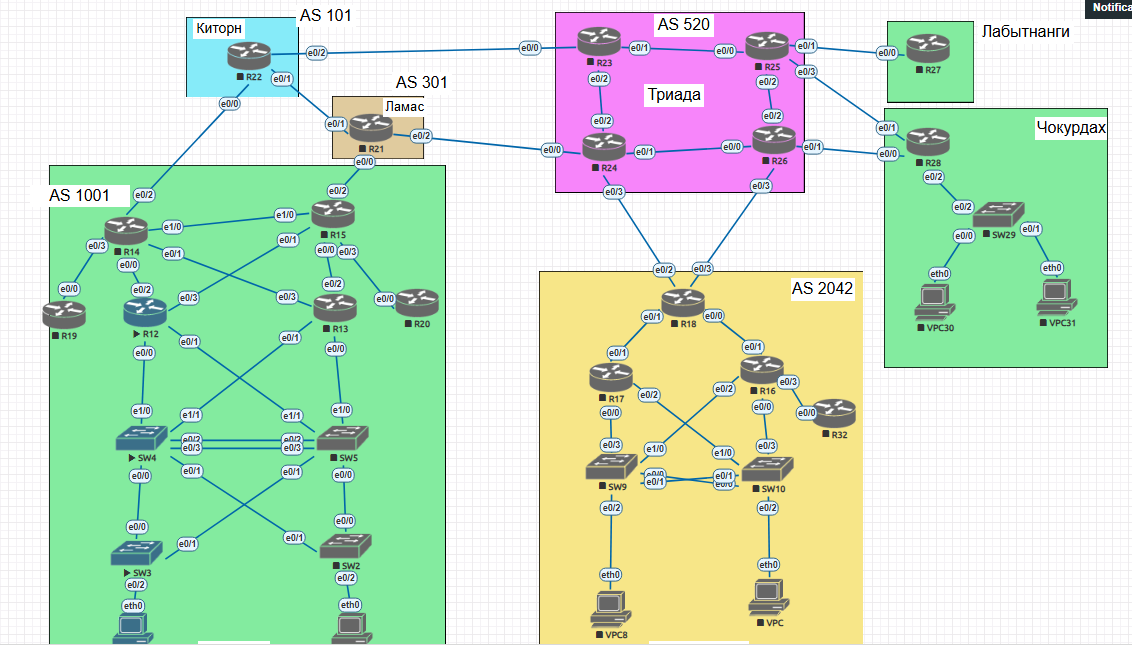 Notifica
Киторн
AS 101
AS 520
Лабытнанги
R22
e0/2
e0/1
e0/0
e0/0
R23
e0/1
e0/2
e0/0
R25
e0/1
e0/3
e0/2
e0/0
R27
AS 301
Ламас
e0/1
R21
e0/2
e0/0
Триада
e0/2
e0/0
R24
e0/1
e0/3
e0/2
e0/0
R26
e0/1
e0/3
Чокурдах
e0/1
e0/0
R28
e0/2
e0/2
SW29
e0/0
e0/1
eth0
eth0
VPC30
VPC31
AS 1001
e0/2
R14
e1/0
e0/1
e0/3
e0/0
e0/2
e1/0
R15
e0/1
e0/0
e0/3
e0/0
R19
e0/2
R12
e0/3
e0/0
e0/1
e0/3
e0/2
R13
e0/1
e0/0
e0/0
R20
e1/0
e1/1
e0/2
e0/3
SW4
e0/0
e0/1
e1/1
e1/0
e0/2
e0/3
SW5
e0/1
e0/0
e0/0
e0/1
SW3
e0/2
eth0
e0/1
e0/0
SW2
e0/2
eth0
AS 2042
e0/2
e0/3
R18
e0/1
e0/0
e0/1
R17
e0/2
e0/0
e0/1
R16
e0/2
e0/3
e0/0
e0/0
R32
e0/3
e1/0
SW9
e0/0
e0/1
e0/2
e1/0
e0/3
e0/1
e0/0
SW10
e0/2
eth0
VPC8
eth0
VPC